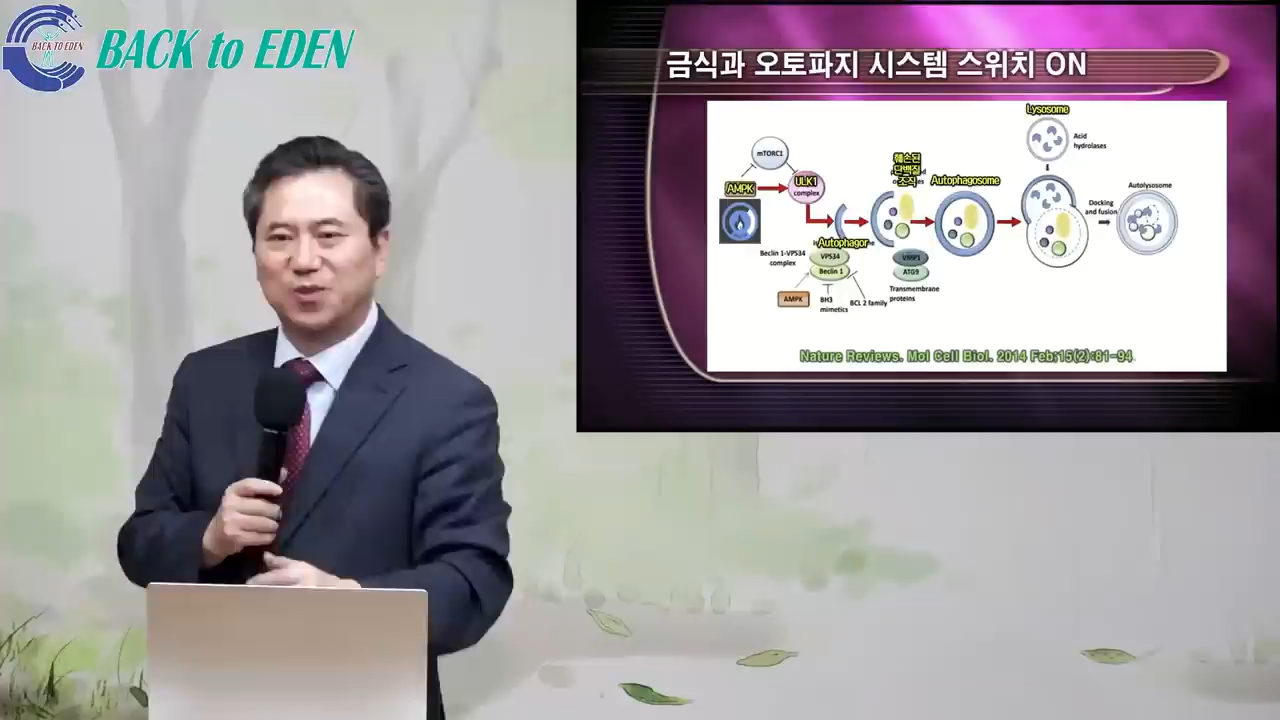 BACK TO EDEN
BACK to EDEN
금식과 오토파지 시스템 스위치 ON
Lysosome
Acid
hydrolases
mTORC1
AMPK
ULK1
complex
훼손된
단백질
조직
Autophagosome
Autolysosome
Docking
and fusion
Autophagor
Beclin 1-VPS34
complex
VPS34
Beclin 1
VMP1
ATG9
Transmembrane
proteins
AMPK
BH3
mimetics
BCL 2 family
Nature Reviews. Mol Cell Biol. 2014 Feb;15(2):81-94.